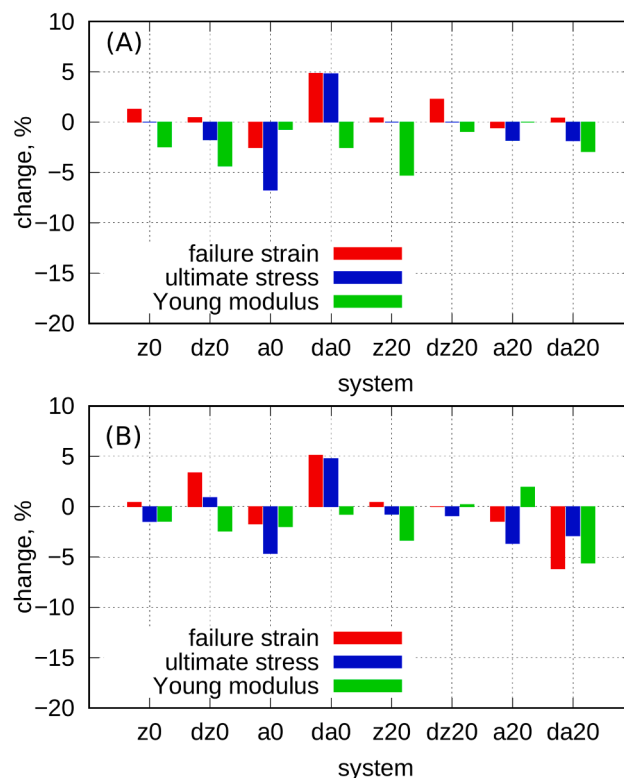 (A)
10
5
0
−5
−10
−15
−20
change, %
failure strain
ultimate stress
Young modulus
z0 dz0 a0 da0 z20 dz20 a20 da20
system
(B)
10
5
0
−5
−10
−15
−20
change, %
failure strain
ultimate stress
Young modulus
z0 dz0 a0 da0 z20 dz20 a20 da20
system